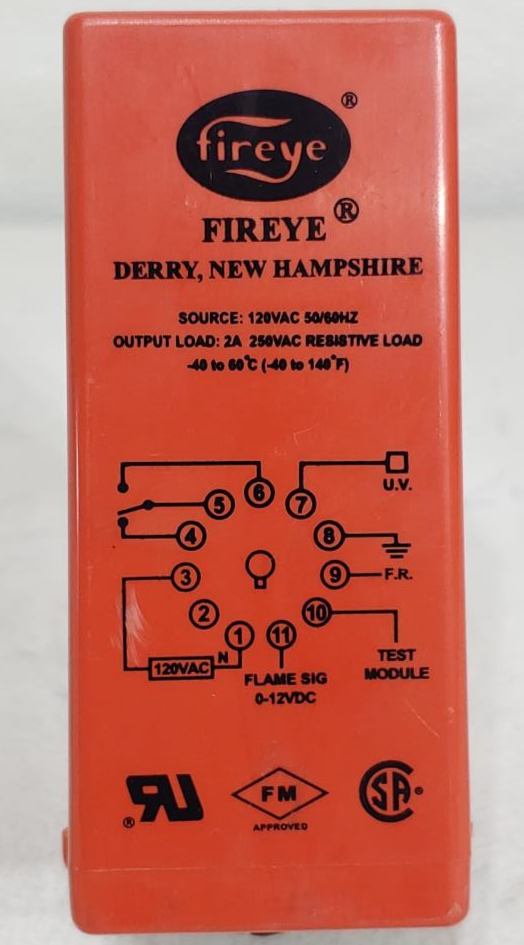 ®
fireye
FIREYE®
DERRY, NEW HAMPSHIRE
SOURCE: 120VAC 50/60HZ
OUTPUT LOAD: 2A 250VAC RESISTIVE LOAD
-40 to 60°C (-40 to 140°F)
6
7
U.V.
5
4
8
3
9
F.R.
2
10
1
11
N
120VAC
FLAME SIG
0-12VDC
TEST
MODULE
®
RU
FM
APPROVED
SA
®